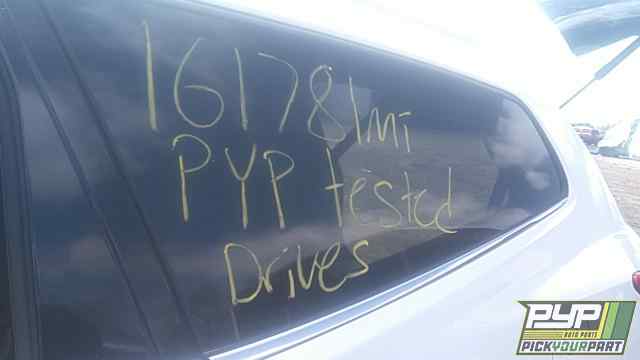 161781mi
PYP tested
Drives
PYP
AUTO PARTS
PICKYOURPART